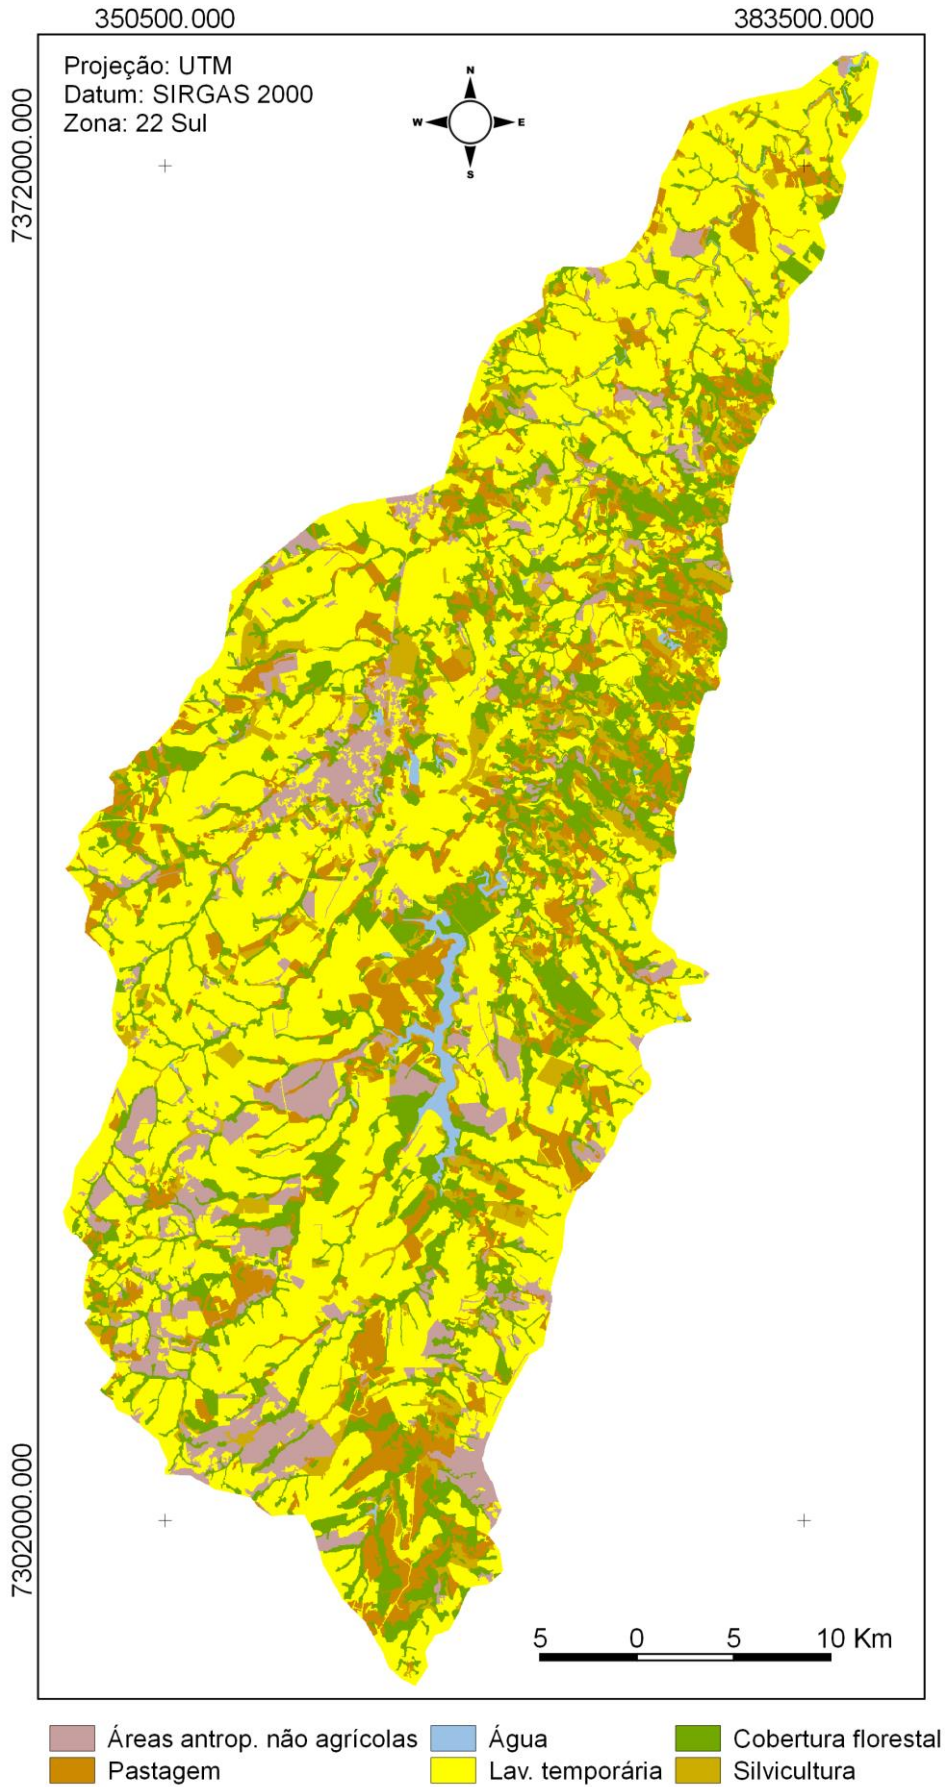 350500.000 383500.000
Projeção: UTM
Datum: SIRGAS 2000
Zona: 22 Sul
N
W E
S
7372000.000
7302000.000
5 0 5 10 Km
Áreas antrop. não agrícolas Água Cobertura florestal
Pastagem Lav. temporária Silvicultura